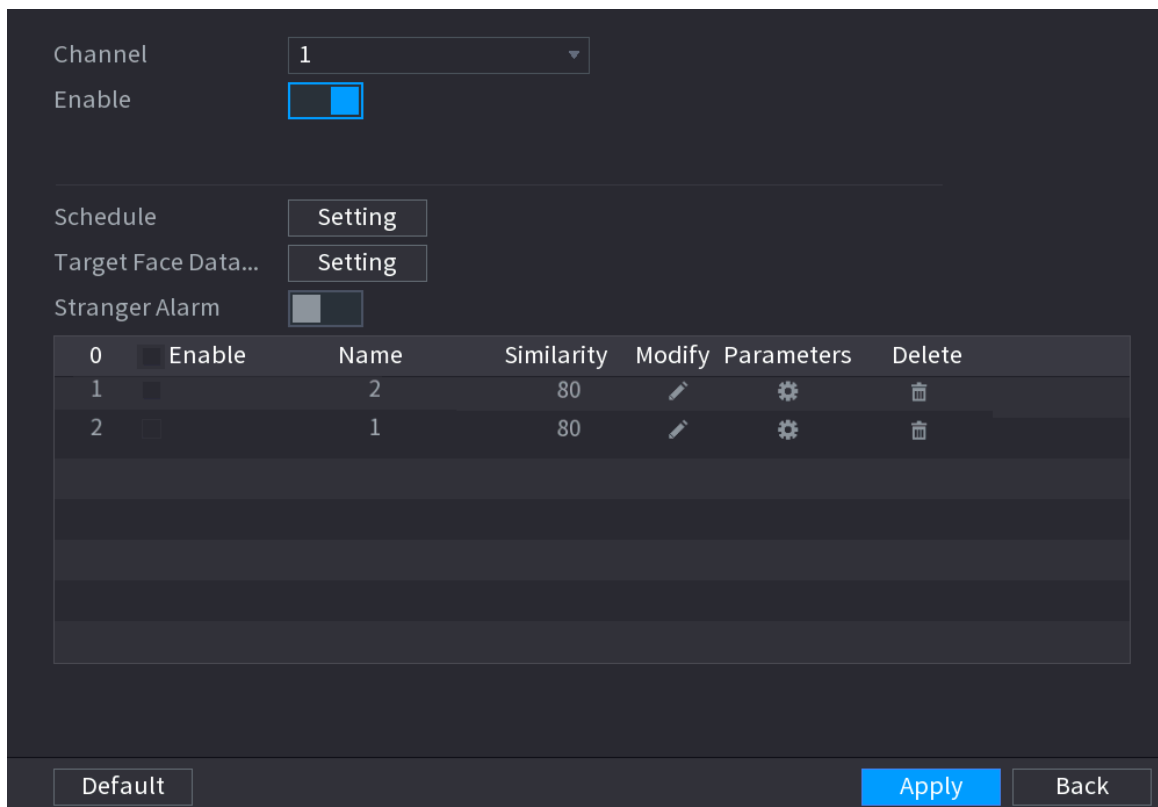 Channel 1
Enable
Schedule Setting
Target Face Data... Setting
Stranger Alarm
0 Enable Name Similarity Modify Parameters Delete
1 2 80
2 1 80
Default Apply Back